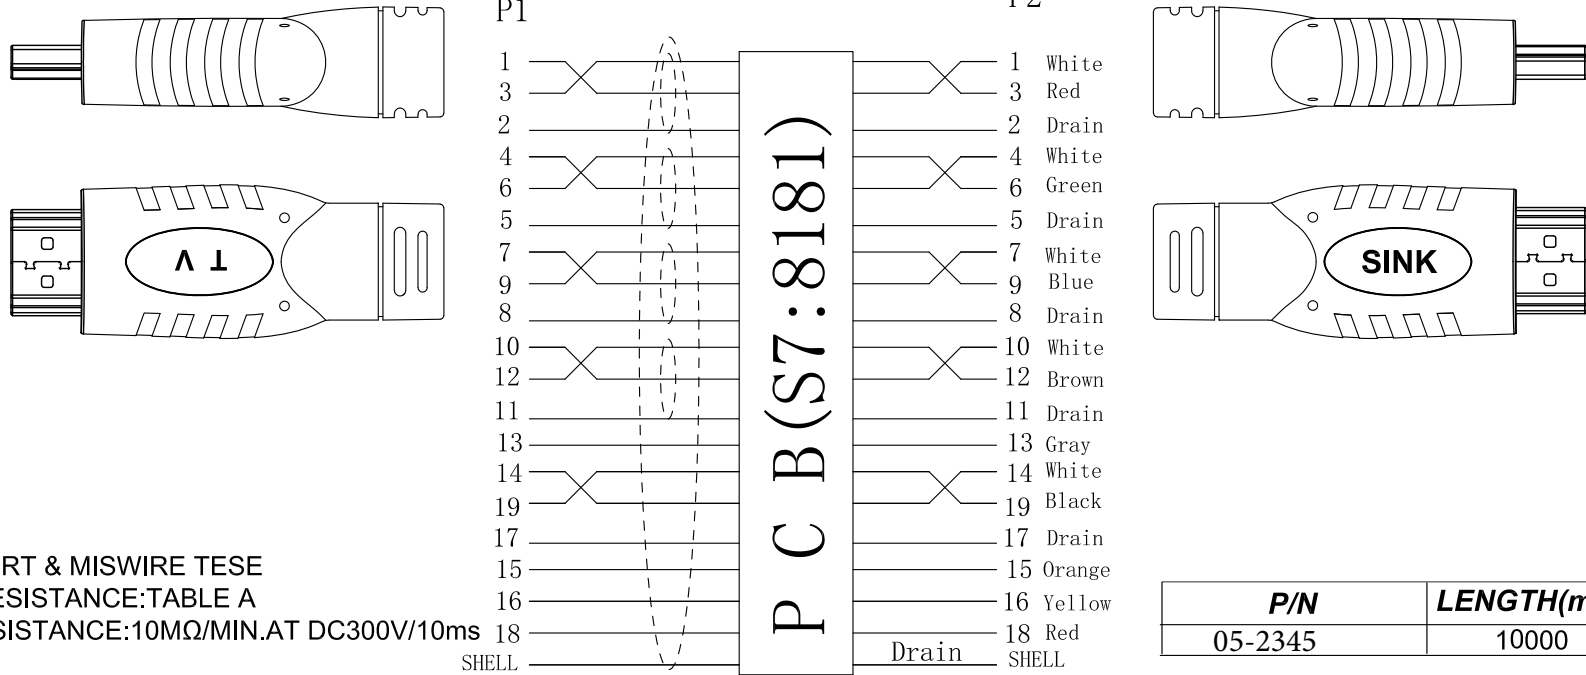 P1
P2
1
1 White
3
3 Red
2
2 Drain
4
4 White
6
6 Green
5
5 Drain
7
7 White
9
9 Blue
8
8 Drain
10
10 White
12
12 Brown
11
11 Drain
13
13 Gray
14
14 White
19
19 Black
17
17 Drain
15
15 Orange
16
16 Yellow
18
18 Red
SHELL
Drain
SHELL
P C B(S7:8181)
TV
SINK
RT & MISWIRE TESE
ESISTANCE:TABLE A
SISTANCE:10MΩ/MIN.AT DC300V/10ms
P/N LENGTH(m
05-2345 10000